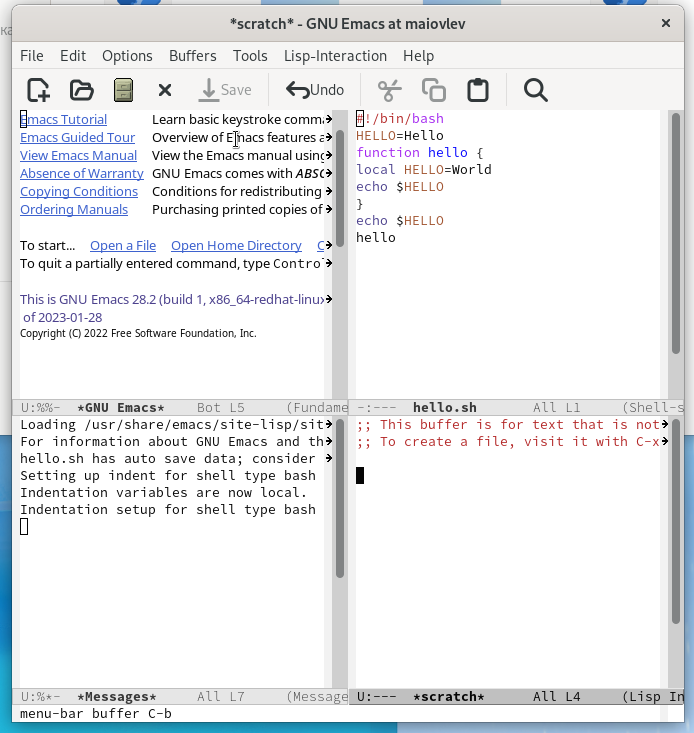 *scratch* - GNU Emacs at maiovlev
File Edit Options Buffers Tools Lisp-Interaction Help
Save Undo
Emacs Tutorial Learn basic keystroke comma
Emacs Guided Tour Overview of Emacs features a
View Emacs Manual View the Emacs manual using
Absence of Warranty GNU Emacs comes with ABSO
Copying Conditions Conditions for redistributing
Ordering Manuals Purchasing printed copies of
To start... Open a File Open Home Directory C
To quit a partially entered command, type Contro
This is GNU Emacs 28.2 (build 1, x86_64-redhat-linux
of 2023-01-28
Copyright (C) 2022 Free Software Foundation, Inc.
U:%%- *GNU Emacs* Bot L5 (Fundame
#!/bin/bash
HELLO=Hello
function hello {
local HELLO=World
echo $HELLO
}
echo $HELLO
hello
-:--- hello.sh All L1 (Shell-s
Loading /usr/share/emacs/site-lisp/sit
For information about GNU Emacs and th
hello.sh has auto save data; consider
Setting up indent for shell type bash
Indentation variables are now local.
Indentation setup for shell type bash
U:%*- *Messages* All L7 (Message
;; This buffer is for text that is not
;; To create a file, visit it with C-x
U:--- *scratch* All L4 (Lisp In
menu-bar buffer C-b